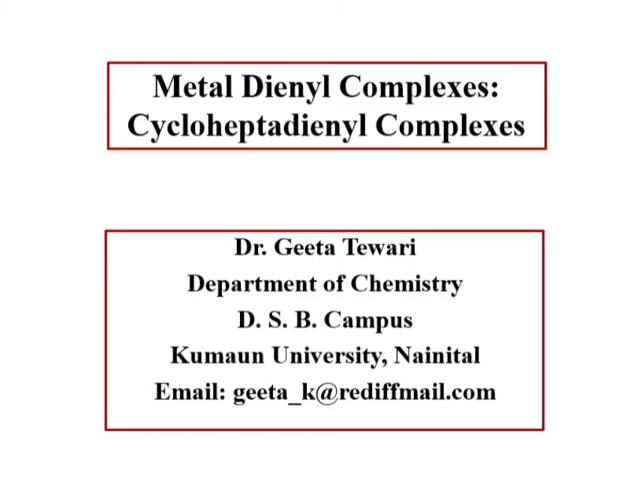 Metal Dienyl Complexes:
Cycloheptadienyl Complexes
Dr. Geeta Tewari
Department of Chemistry
D. S. B. Campus
Kumaun University, Nainital
Email: geeta_k@rediffmail.com